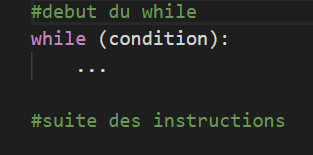 #debut du while
while (condition):
    ...
#suite des instructions